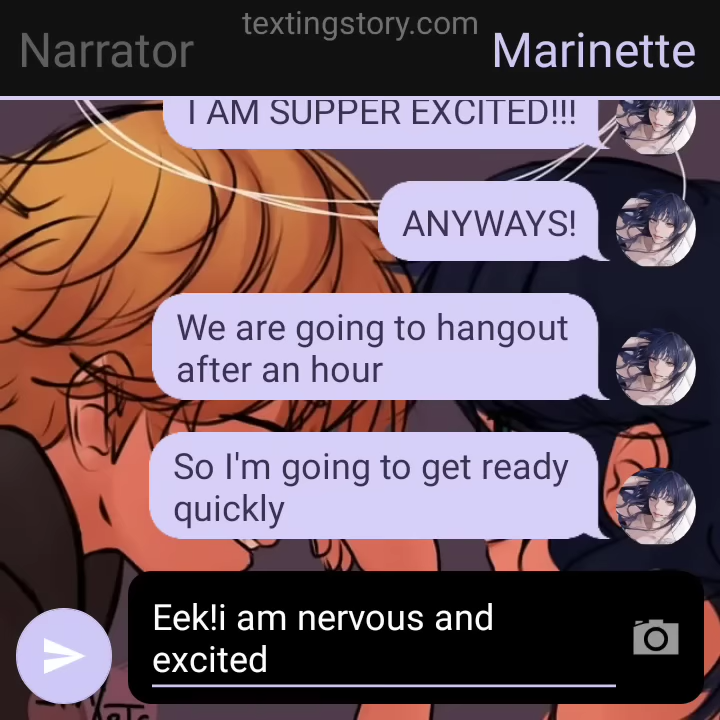 textingstory.com
Narrator
Marinette
I AM SUPPER EXCITED!!!
ANYWAYS!
We are going to hangout
after an hour
So I'm going to get ready
quickly
Eek!i am nervous and
excited